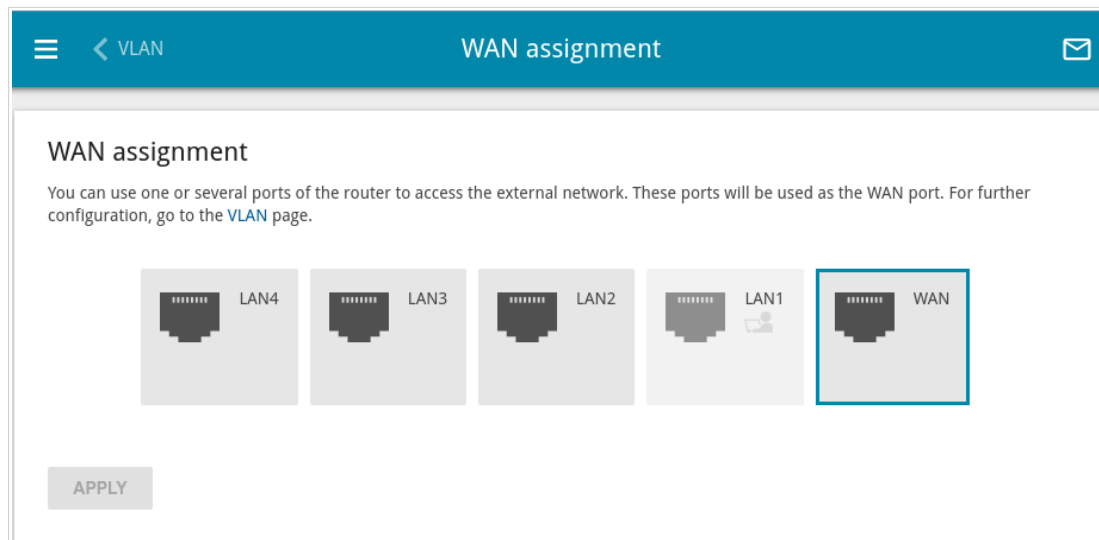 VLAN
WAN assignment
WAN assignment
You can use one or several ports of the router to access the external network. These ports will be used as the WAN port. For further
configuration, go to the VLAN page.
LAN4
LAN3
LAN2
LAN1
WAN
APPLY